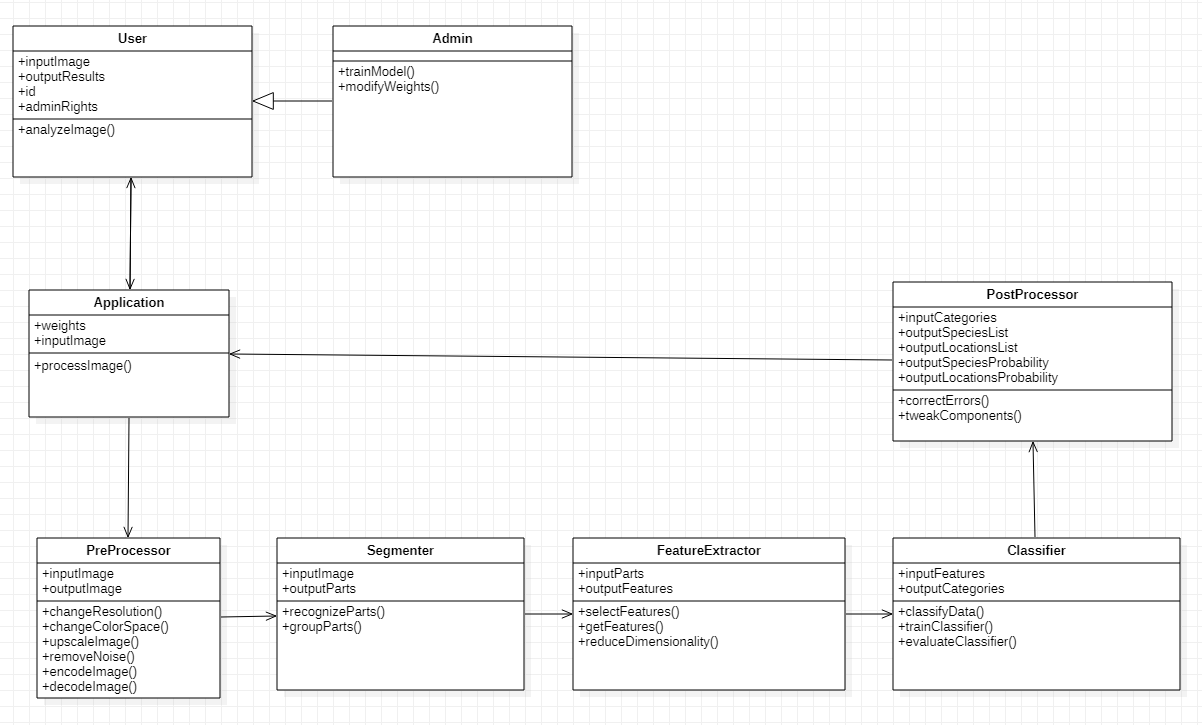 User
+inputImage
+outputResults
+id
+adminRights
+analyzeImage()
Admin
+trainModel()
+modifyWeights()
Application
+weights
+inputImage
+processImage()
PostProcessor
+inputCategories
+outputSpeciesList
+outputLocationsList
+outputSpeciesProbability
+outputLocationsProbability
+correctErrors()
+tweakComponents()
PreProcessor
+inputImage
+outputImage
+changeResolution()
+changeColorSpace()
+upscaleImage()
+removeNoise()
+encodeImage()
+decodeImage()
Segmenter
+inputImage
+outputParts
+recognizeParts()
+groupParts()
FeatureExtractor
+inputParts
+outputFeatures
+selectFeatures()
+getFeatures()
+reduceDimensionality()
Classifier
+inputFeatures
+outputCategories
+classifyData()
+trainClassifier()
+evaluateClassifier()